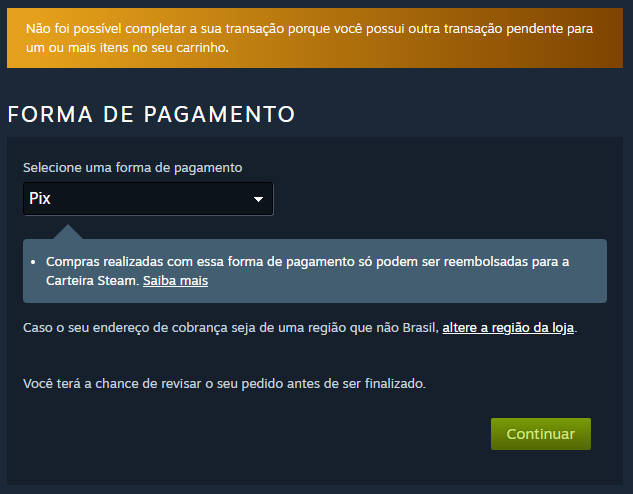 Não foi possível completar a sua transação porque você possui outra transação pendente para
um ou mais itens no seu carrinho.
FORMA DE PAGAMENTO
Selecione uma forma de pagamento
Pix
Compras realizadas com essa forma de pagamento só podem ser reembolsadas para a
Carteira Steam. Saiba mais
Caso o seu endereço de cobrança seja de uma região que não Brasil, altere a região da loja.
Você terá a chance de revisar o seu pedido antes de ser finalizado.
Continuar